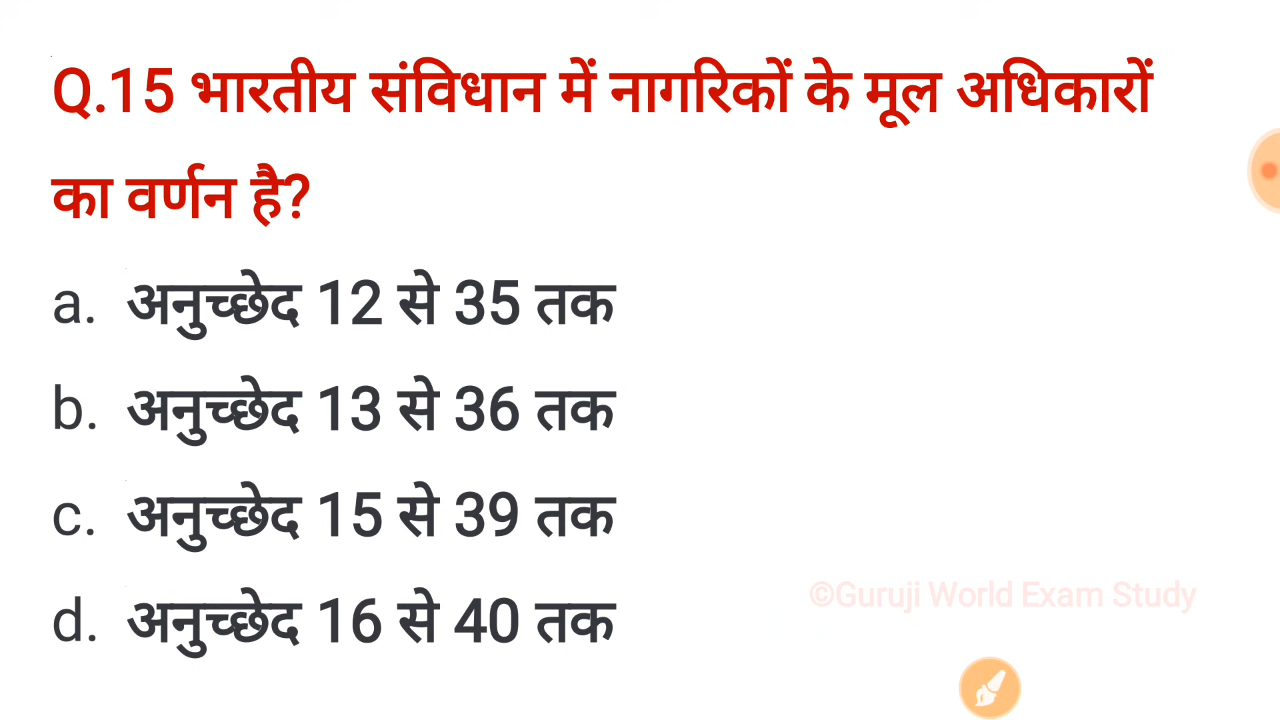 Q.15 भारतीय संविधान में नागरिकों के मूल अधिकारों
का वर्णन है?
a. अनुच्छेद 12 से 35 तक
b. अनुच्छेद 13 से 36 तक
c. अनुच्छेद 15 से 39 तक
d. अनुच्छेद 16 से 40 तक
©Guruji World Exam Study